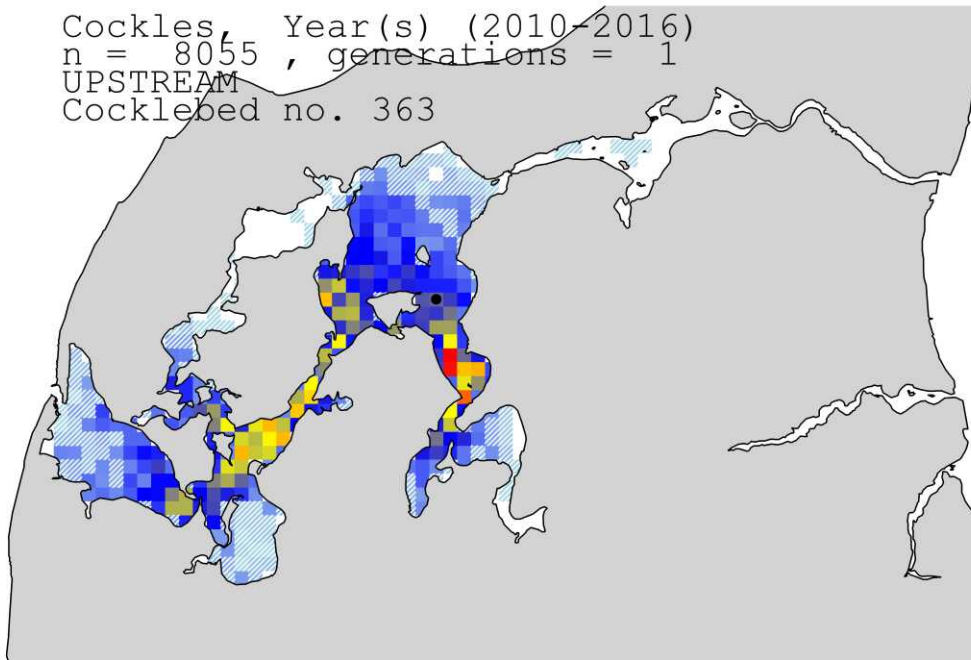 Cockles, Year(s) (2010-2016)
n = 8055 , generations = 1
UPSTREAM
Cocklebed no. 363